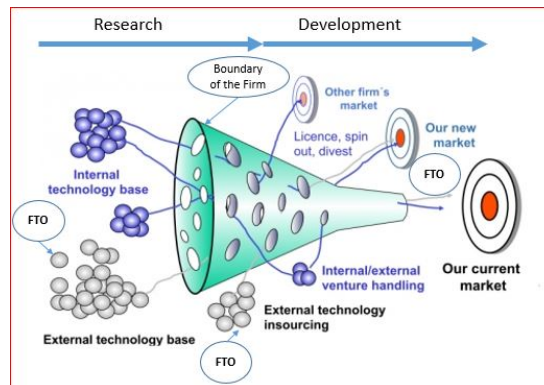 Research
Development
Boundary
of the Firm
Other firm´s
market
Licence, spin
out, divest
Our new
market
FTO
Internal
technology base
FTO
Our current
market
Internal/external
venture handling
External technology
insourcing
External technology base
FTO